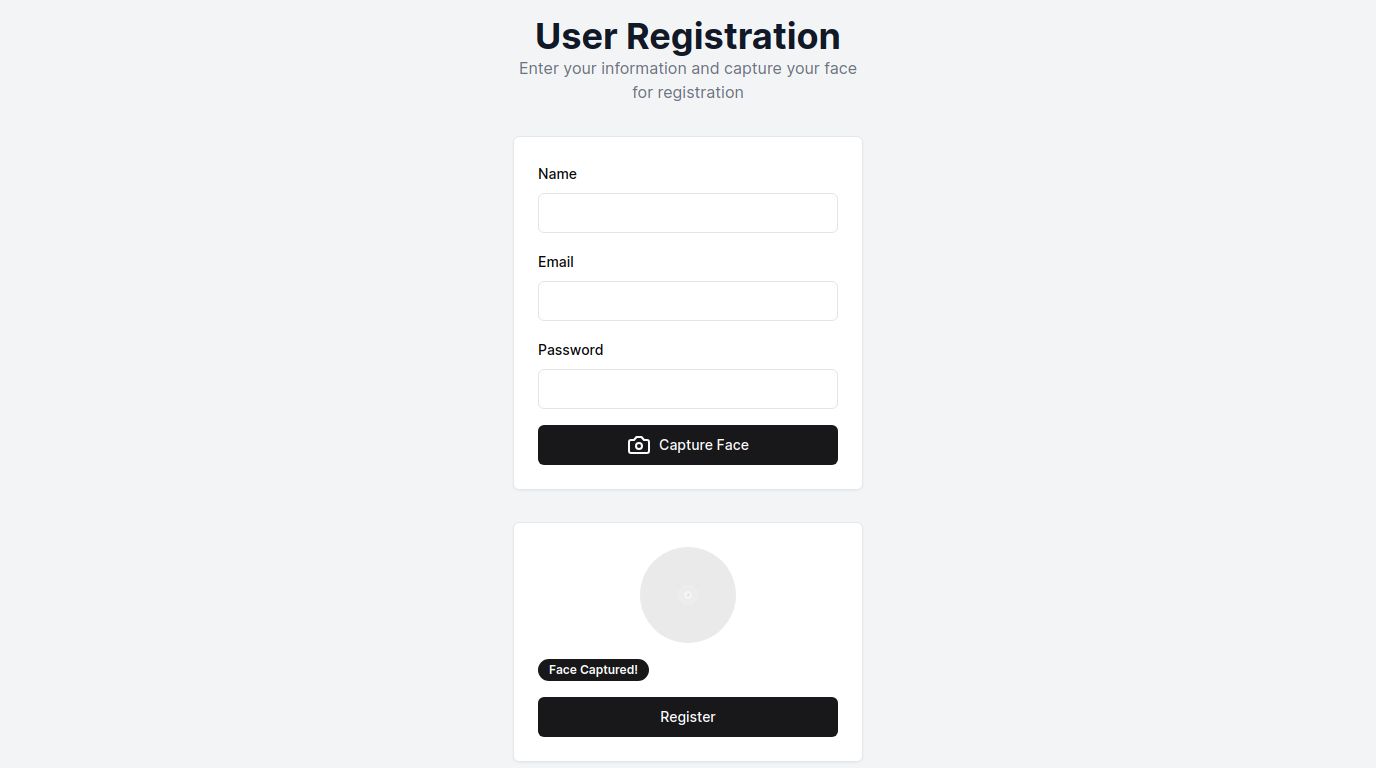 User Registration
Enter your information and capture your face
for registration
Name
Email
Password
Capture Face
Face Captured!
Register